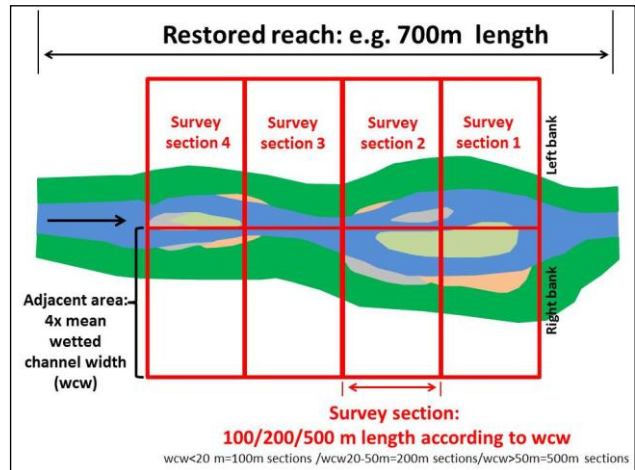 Restored reach: e.g. 700m length
Survey section 4
Survey section 3
Survey section 2
Survey section 1
Left bank
Adjacent area:
4x mean
wetted
channel width
(wcw)
Right bank
Survey section:
100/200/500 m length according to wcw
wcw<20 m=100m sections /wcw20-50m=200m sections/wcw>50m=500m sections